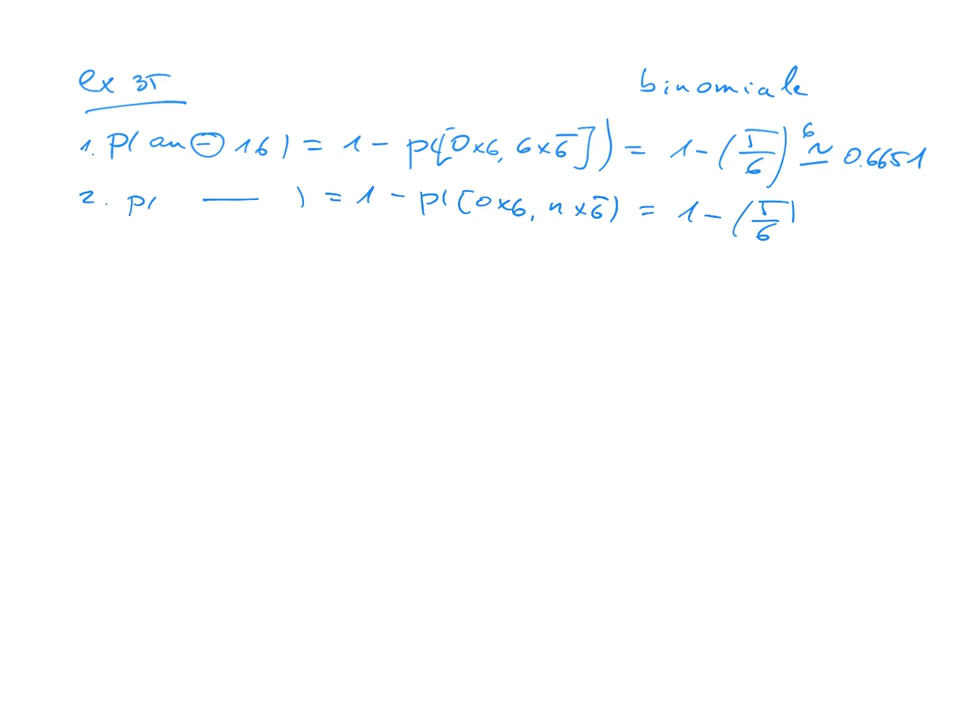 ex 35 binomiale
1. P( au ⊖ 1 6 ) = 1 - P([0×6, 6×6̅]) = 1 - (5/6)^6 ≃ 0.6651
2. P( — ) = 1 - P([0×6, n×6̅) = 1 - (5/6)